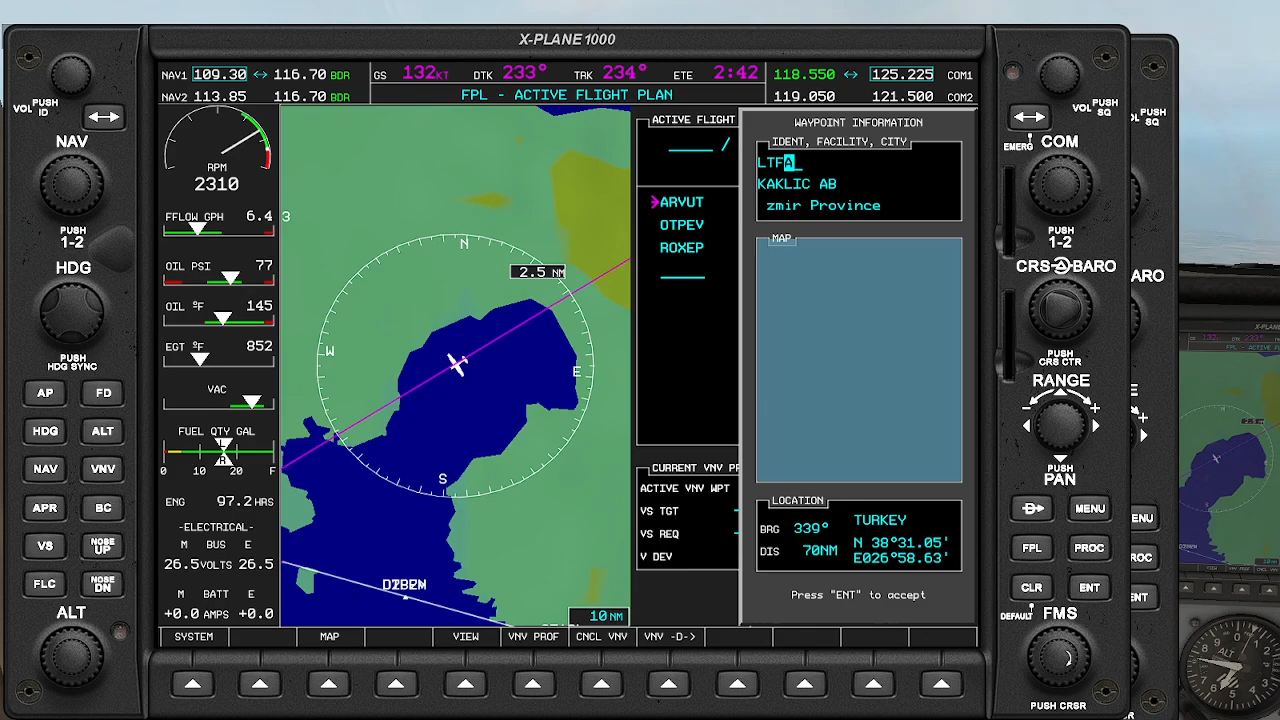 X-PLANE 1000
NAV1 109.30 ↔ 116.70 BDR
NAV2 113.85 116.70 BDR
GS 132KT DTK 233° TRK 234° ETE 2:42
FPL - ACTIVE FLIGHT PLAN
118.550 ↔ 125.225 COM1
119.050 121.500 COM2
VOL PUSH ID
NAV
PUSH 1-2
HDG
PUSH HDG SYNC
AP FD
HDG ALT
NAV VNV
APR BC
VS NOSE UP
FLC NOSE DN
ALT
RPM
2310
FFLOW GPH 6.4
3
OIL PSI 77
OIL °F 145
EGT °F 852
VAC
FUEL QTY GAL
0 10 20 F
ENG 97.2 HRS
-ELECTRICAL-
M BUS E
26.5 VOLTS 26.5
M BATT E
+0.0 AMPS +0.0
N
2.5 NM
W
E
S
10 NM
ACTIVE FLIGHT
_____ /
ARVUT
OTPEV
ROXEP
_____
CURRENT VNV PR
ACTIVE VNV WPT
VS TGT
VS REQ
V DEV
WAYPOINT INFORMATION
IDENT, FACILITY, CITY
LTFA_
KAKLIC AB
zmir Province
MAP
LOCATION
BRG 339° TURKEY
DIS 70NM N 38°31.05'
E026°58.63'
Press "ENT" to accept
SYSTEM MAP VIEW VNV PROF CNCL VNV VNV -D->
VOL PUSH SQ
EMERG
COM
PUSH 1-2
CRS BARO
PUSH CRS CTR
RANGE
- +
PUSH PAN
D MENU
FPL PROC
CLR ENT
DEFAULT FMS
PUSH CRSR
ARO
ENU
ROC
ENT
ALT